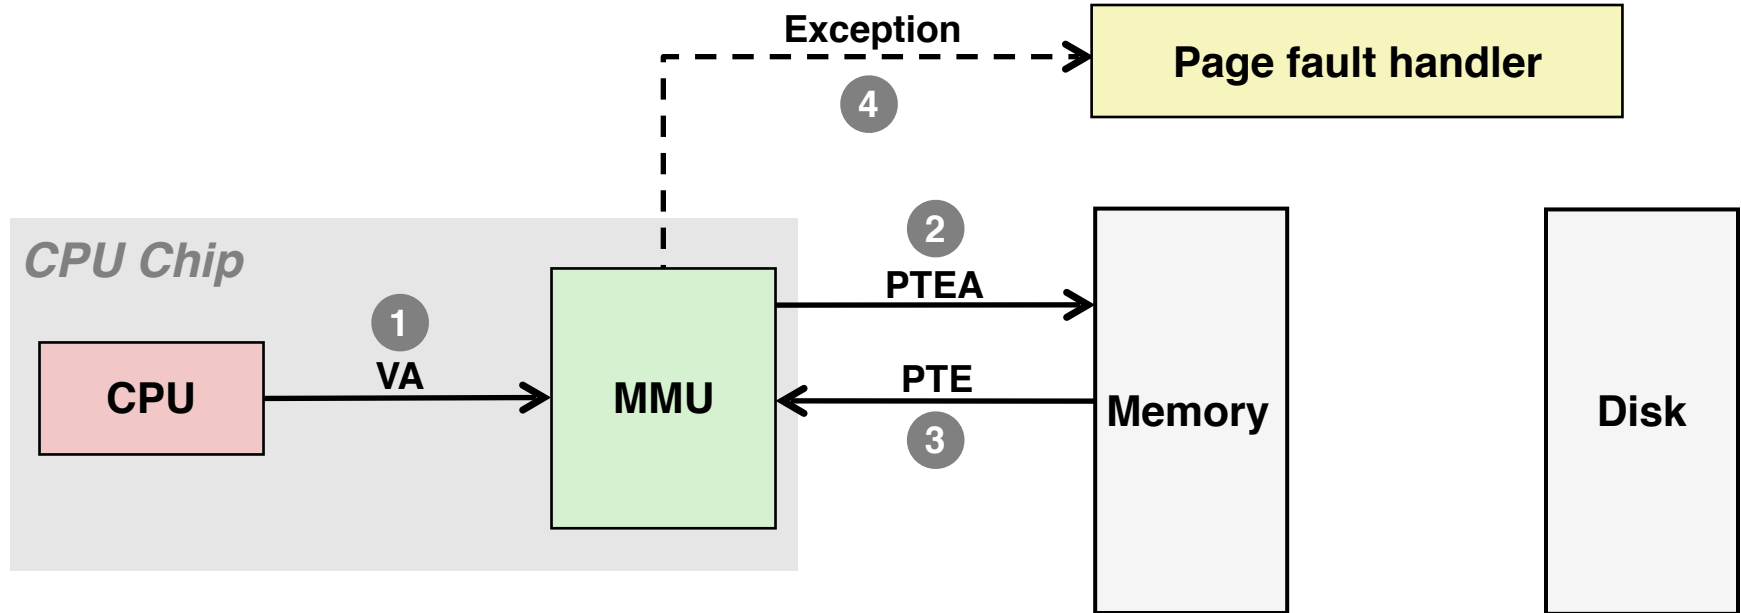 Exception
Page fault handler
4
2
CPU Chip
PTEA
1
VA
PTE
CPU
MMU
Memory
Disk
3